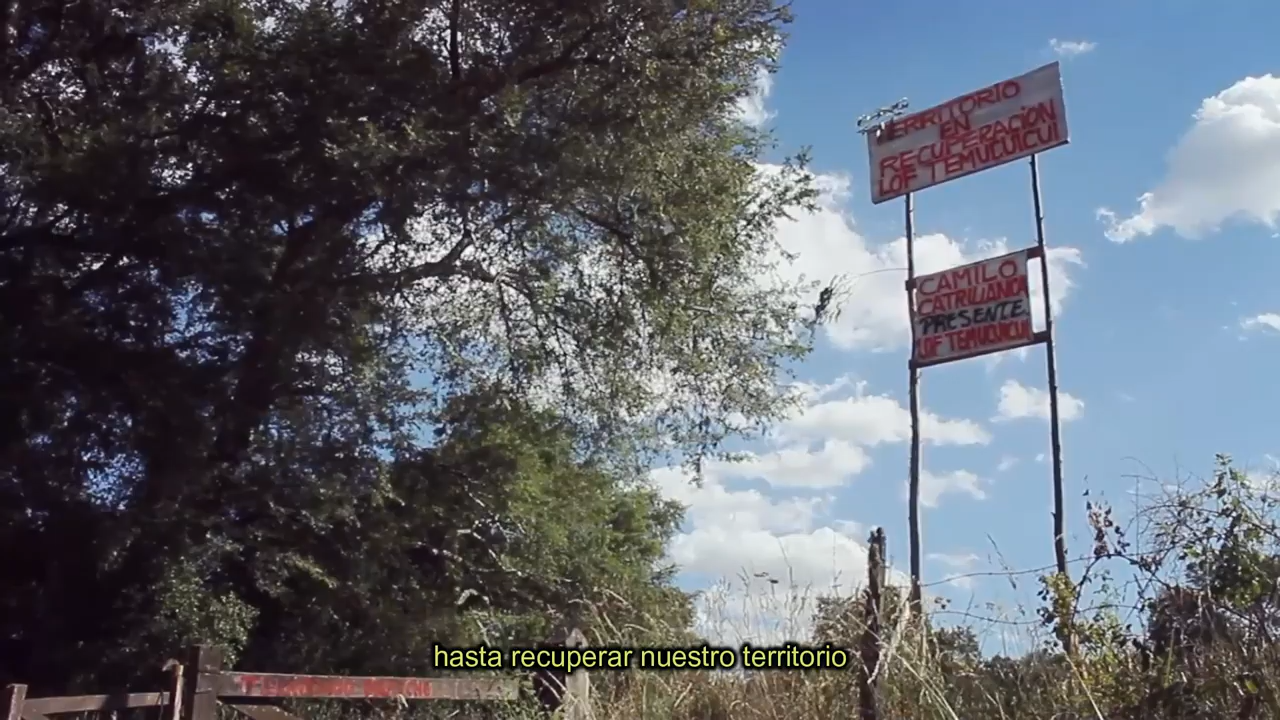 TERRITORIO
EN
RECUPERACION
LOF TEMUCUICUI
CAMILO
CATRILLANCA
PRESENTE.
LOF TEMUCUICUI
hasta recuperar nuestro territorio